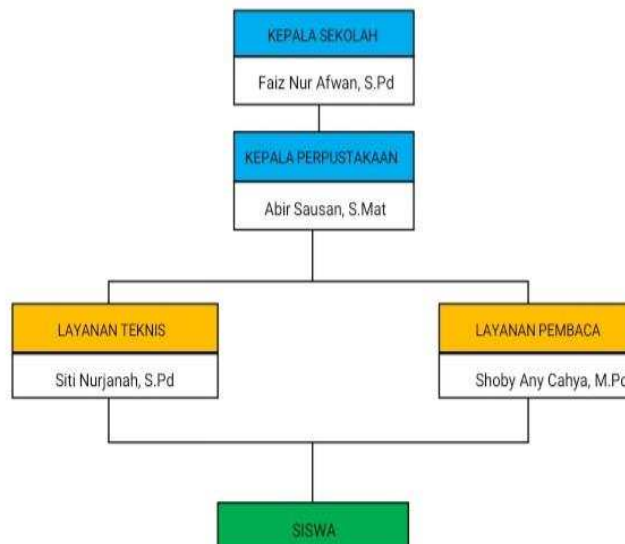 KEPALA SEKOLAH
Faiz Nur Afwan, S.Pd
KEPALA PERPUSTAKAAN
Abir Sausan, S.Mat
LAYANAN TEKNIS
Siti Nurjanah, S.Pd
LAYANAN PEMBACA
Shoby Any Cahya, M.Pd
SISWA